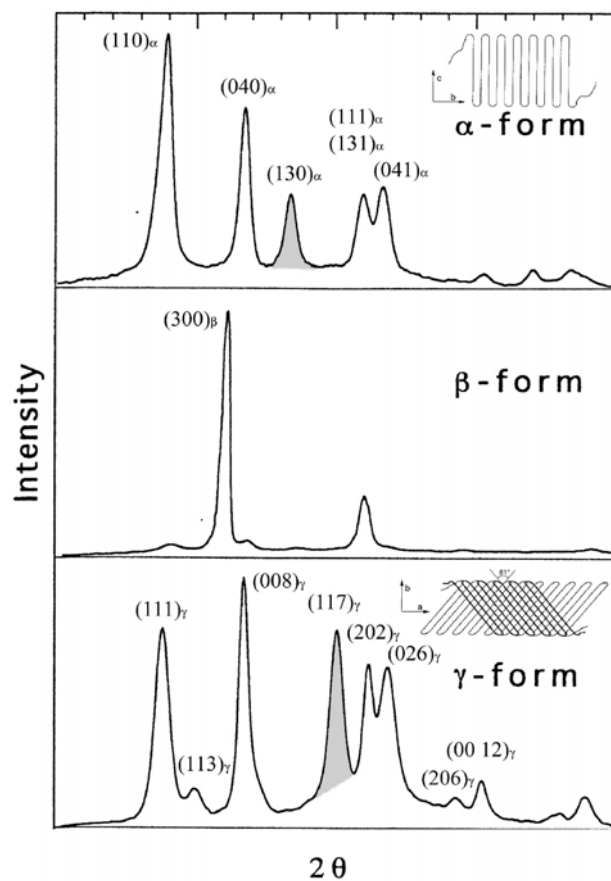 (110)α
(040)α
(130)α
(111)α
(131)α
(041)α
c
b
α-form
(300)β
β-form
Intensity
(111)γ
(113)γ
(008)γ
(117)γ
(202)γ
(026)γ
(206)γ
(00 12)γ
b
a
81°
γ-form
2θ